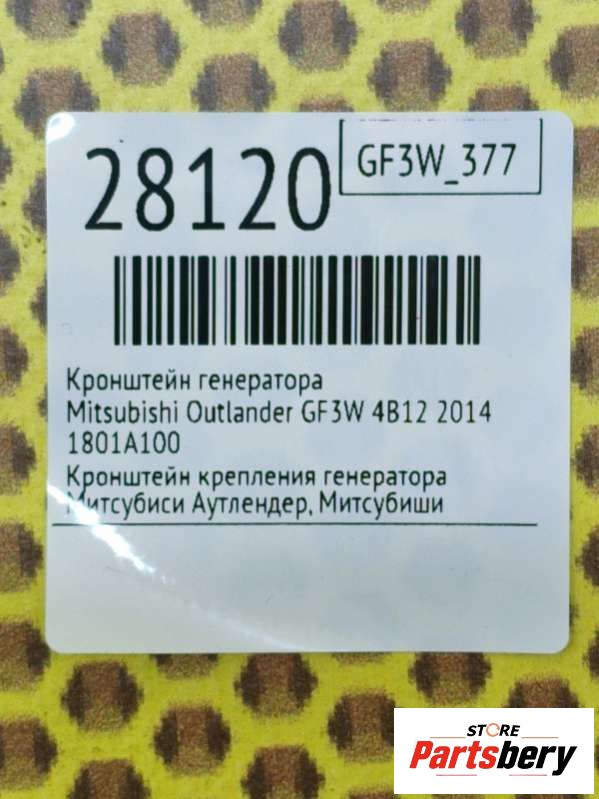 28120
GF3W_377
Кронштейн генератора
Mitsubishi Outlander GF3W 4B12 2014
1801A100
Кронштейн крепления генератора
Митсубиси Аутлендер, Митсубиши
STORE
Partsbery